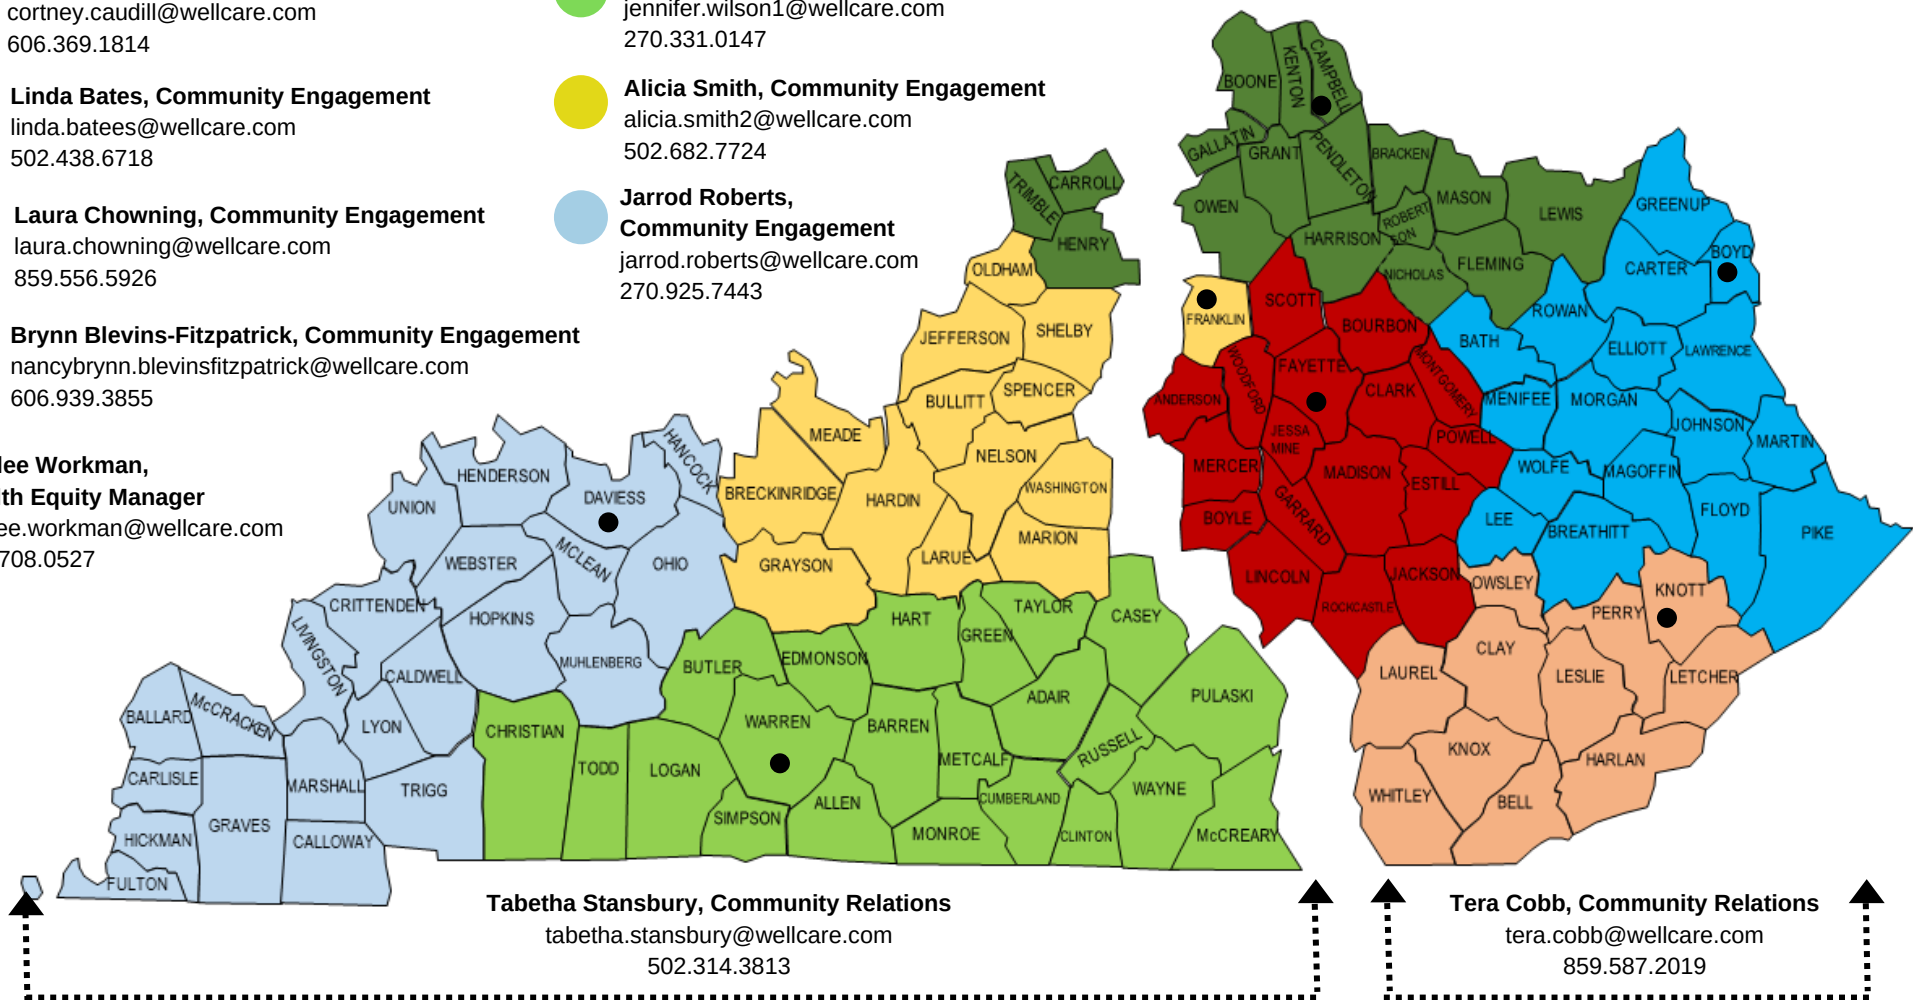 cortney.caudill@wellcare.com
606.369.1814
Linda Bates, Community Engagement
linda.batees@wellcare.com
502.438.6718
Laura Chowning, Community Engagement
laura.chowning@wellcare.com
859.556.5926
Brynn Blevins-Fitzpatrick, Community Engagement
nancybrynn.blevinsfitzpatrick@wellcare.com
606.939.3855
lee Workman,
lth Equity Manager
ee.workman@wellcare.com
708.0527
jennifer.wilson1@wellcare.com
270.331.0147
Alicia Smith, Community Engagement
alicia.smith2@wellcare.com
502.682.7724
Jarrod Roberts,
Community Engagement
jarrod.roberts@wellcare.com
270.925.7443
BOONE
KENTON
CAMPBELL
GALLATIN
GRANT
PENDLETON
BRACKEN
MASON
LEWIS
OWEN
HARRISON
ROBERT
SON
NICHOLAS
FLEMING
TRIMBLE
CARROLL
HENRY
GREENUP
BOYD
CARTER
ROWAN
BATH
ELLIOTT
LAWRENCE
MENIFEE
MORGAN
JOHNSON
MARTIN
WOLFE
MAGOFFIN
FLOYD
PIKE
LEE
BREATHITT
OLDHAM
JEFFERSON
SHELBY
FRANKLIN
BULLITT
SPENCER
NELSON
MEADE
BRECKINRIDGE
HARDIN
WASHINGTON
MARION
LARUE
GRAYSON
SCOTT
BOURBON
WOODFORD
FAYETTE
MONTGOMERY
ANDERSON
CLARK
JESSA
MINE
POWELL
MERCER
MADISON
ESTILL
BOYLE
GARRARD
LINCOLN
ROCKCASTLE
JACKSON
OWSLEY
KNOTT
PERRY
CLAY
LAUREL
LESLIE
LETCHER
KNOX
HARLAN
WHITLEY
BELL
HANCOCK
HENDERSON
DAVIESS
UNION
WEBSTER
MCLEAN
OHIO
CRITTENDEN
HOPKINS
LIVINGSTON
MUHLENBERG
CALDWELL
BALLARD
McCRACKEN
LYON
CARLISLE
MARSHALL
TRIGG
HICKMAN
GRAVES
CALLOWAY
FULTON
HART
GREEN
TAYLOR
CASEY
BUTLER
EDMONSON
ADAIR
PULASKI
CHRISTIAN
WARREN
BARREN
TODD
LOGAN
METCALF
RUSSELL
SIMPSON
ALLEN
CUMBERLAND
WAYNE
MONROE
CLINTON
McCREARY
Tabetha Stansbury, Community Relations
tabetha.stansbury@wellcare.com
502.314.3813
Tera Cobb, Community Relations
tera.cobb@wellcare.com
859.587.2019